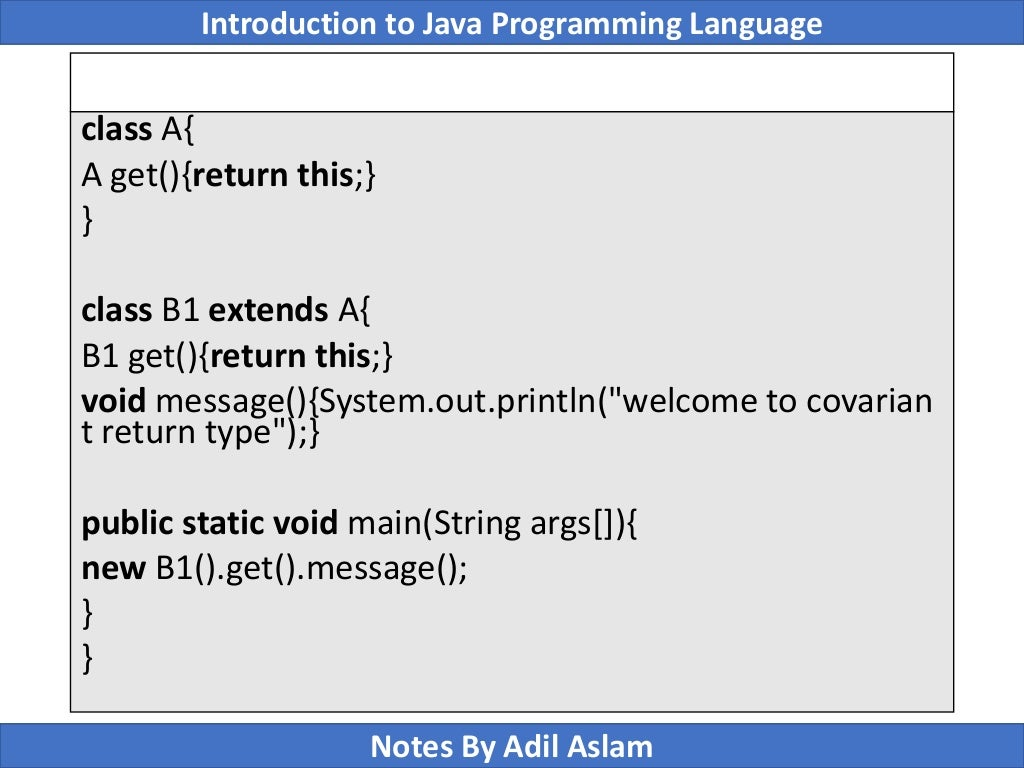 Introduction to Java Programming Language
class A{
A get(){return this;}
}
class B1 extends A{
B1 get(){return this;}
void message(){System.out.println("welcome to covarian
t return type");}
public static void main(String args[]){
new B1().get().message();
}
}
Notes By Adil Aslam